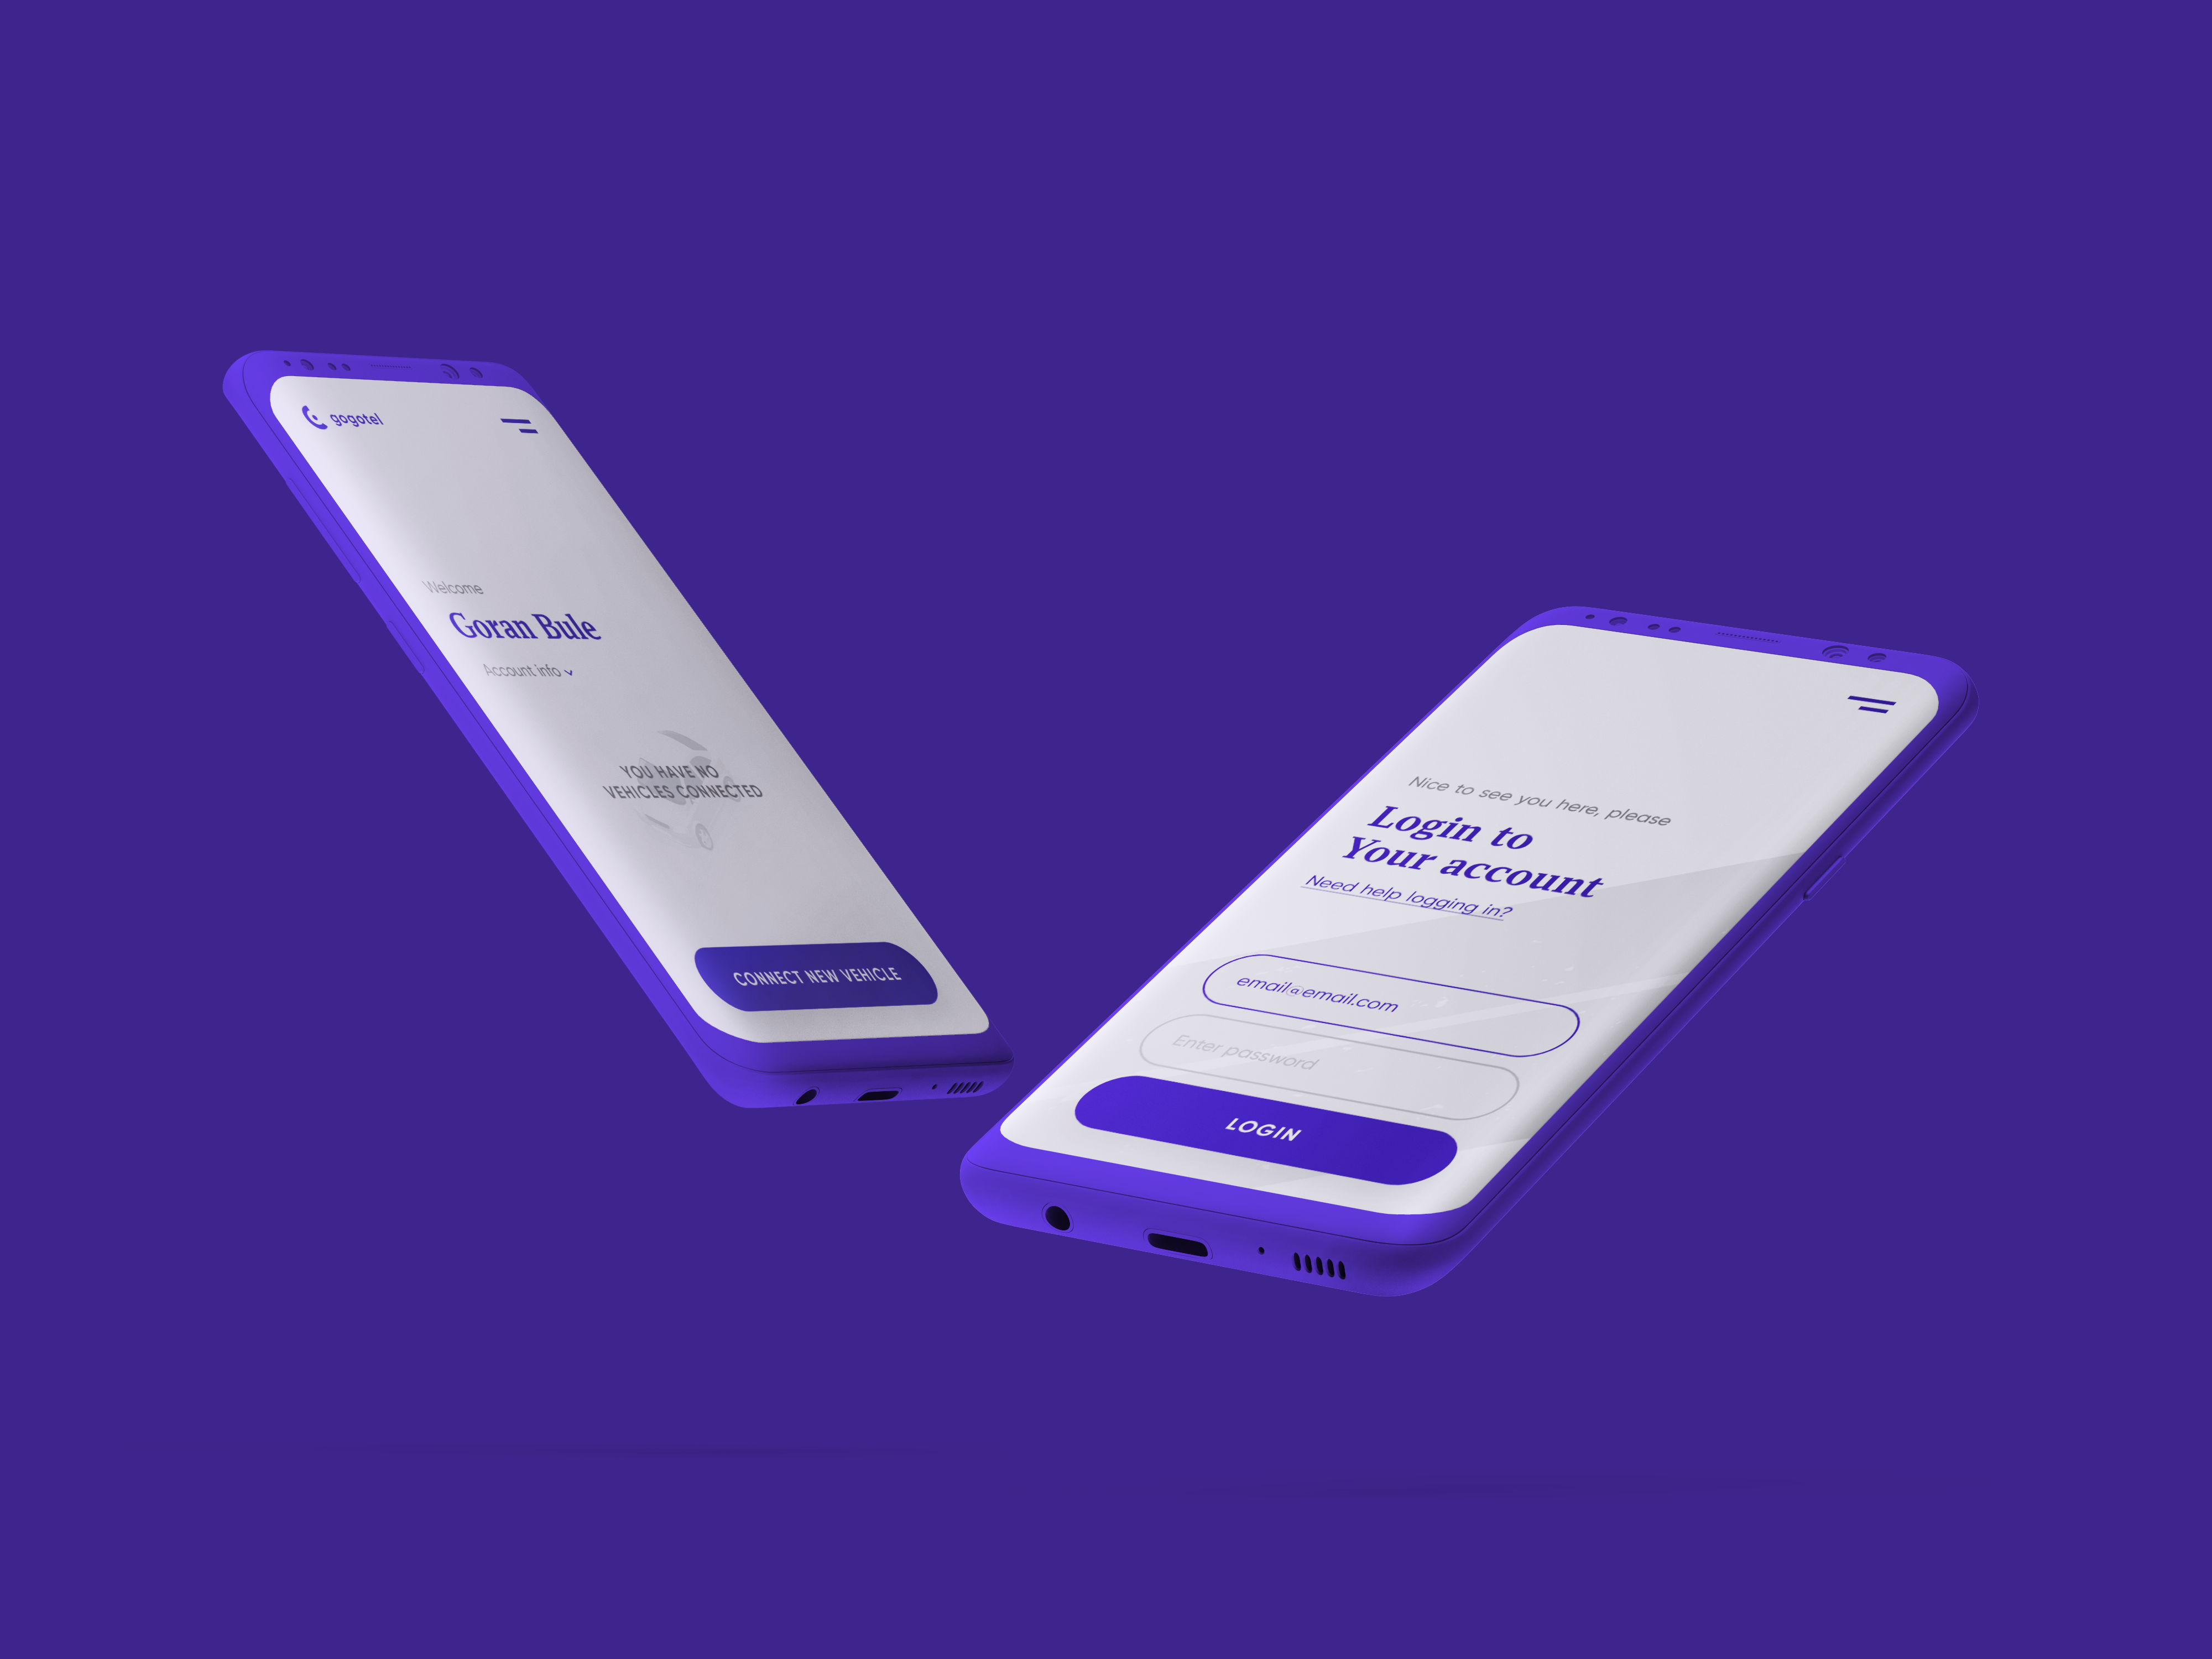 gogotel
Welcome
Goran Bule
Account info
YOU HAVE NO
VEHICLES CONNECTED
CONNECT NEW VEHICLE
Nice to see you here, please
Login to
Your account
Need help logging in?
email@email.com
Enter password
LOGIN